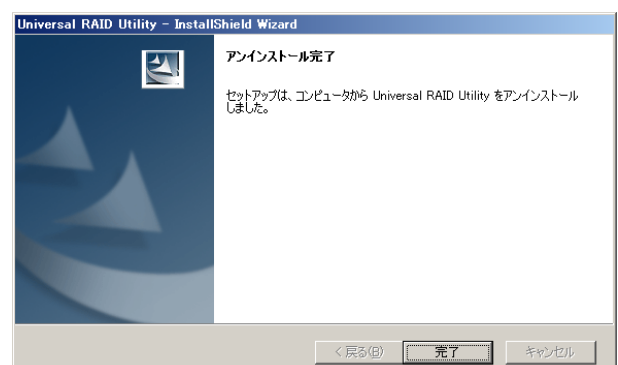 Universal RAID Utility - InstallShield Wizard
アンインストール完了
セットアップは、コンピュータから Universal RAID Utility をアンインストール
しました。
< 戻る(B) 完了 キャンセル